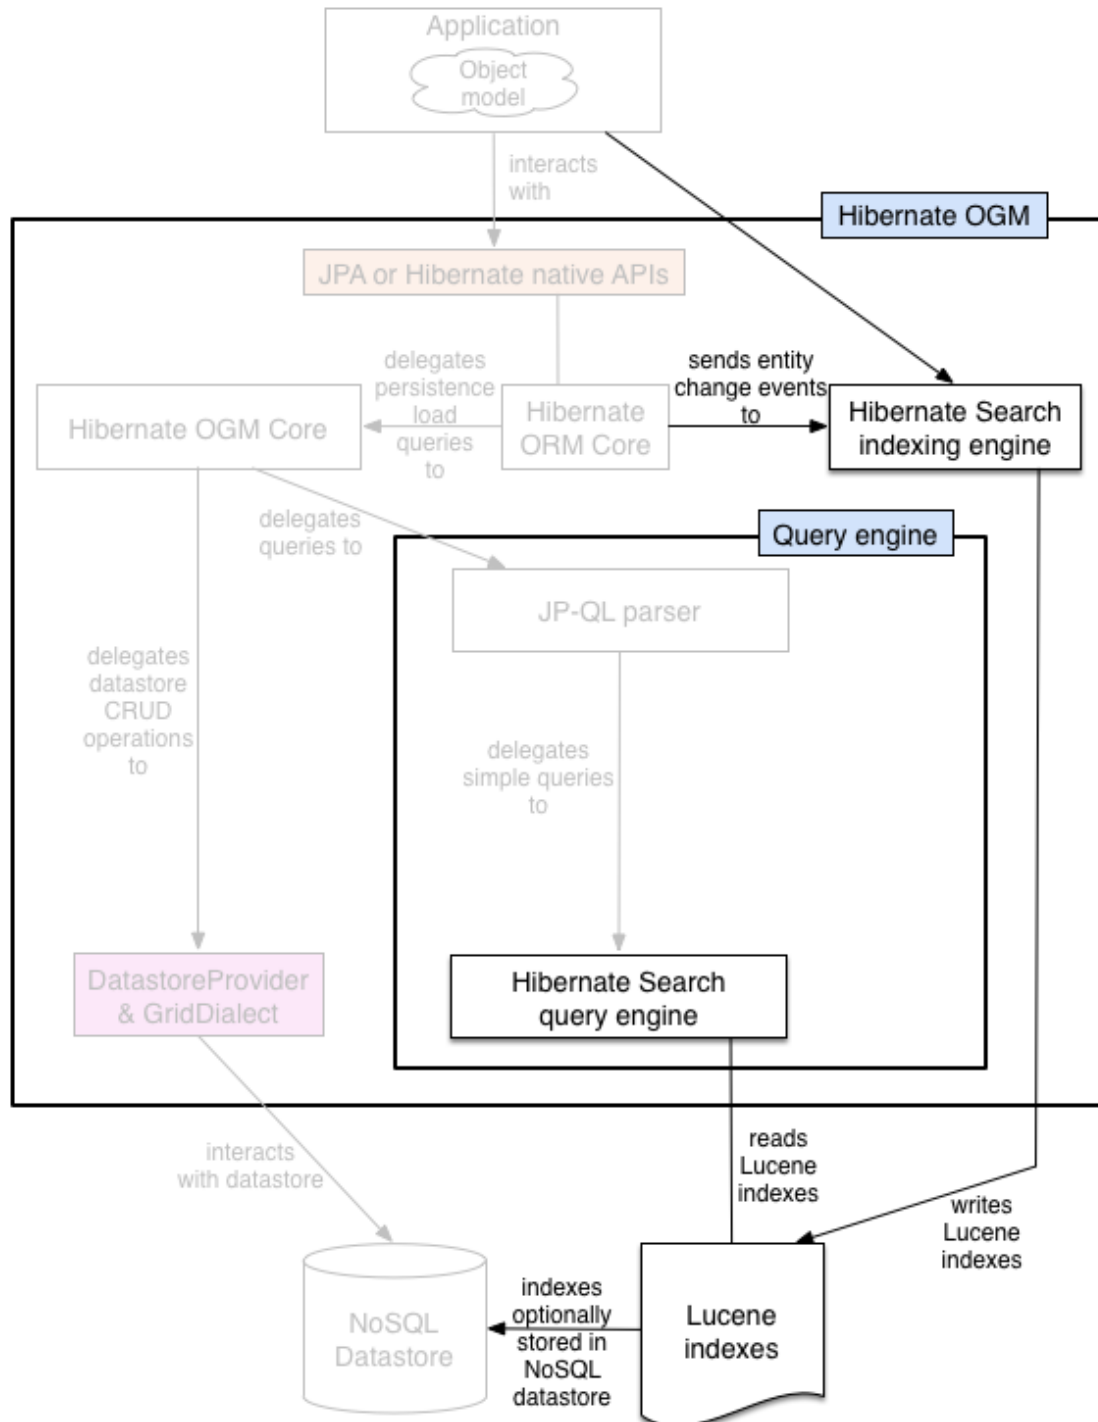 Application
Object
model
interacts
with
Hibernate OGM
JPA or Hibernate native APIs
delegates
persistence
load
queries
to
sends entity
change events
to
Hibernate OGM Core
Hibernate
ORM Core
Hibernate Search
indexing engine
delegates
queries to
Query engine
JP-QL parser
delegates
datastore
CRUD
operations
to
delegates
simple queries
to
DatastoreProvider
& GridDialect
Hibernate Search
query engine
interacts
with datastore
reads
Lucene
indexes
writes
Lucene
indexes
NoSQL
Datastore
indexes
optionally
stored in
NoSQL
datastore
Lucene
indexes